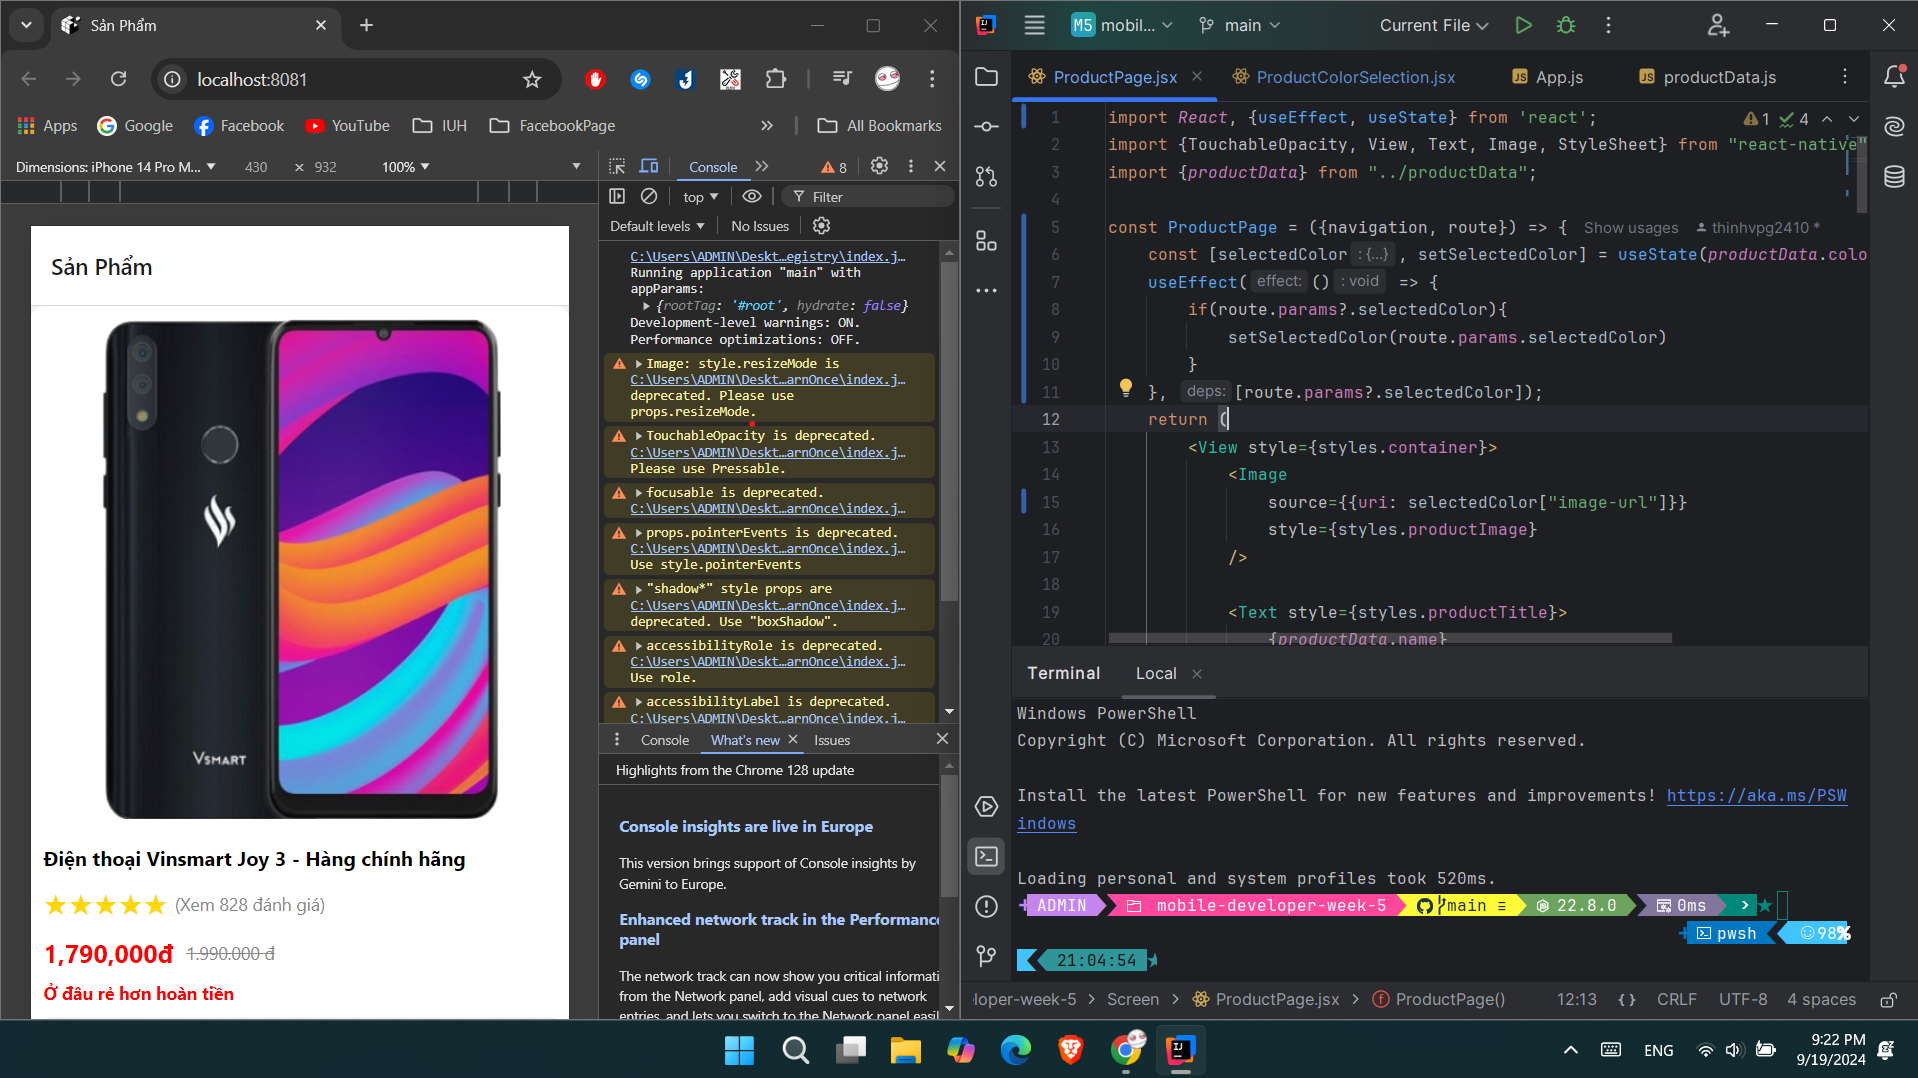 Sản Phẩm
localhost:8081
Apps
Google
Facebook
YouTube
IUH
FacebookPage
All Bookmarks
Dimensions: iPhone 14 Pro M...
430
× 932
100%
Console
8
top
Filter
Default levels
No Issues
Sản Phẩm
VSMART
Điện thoại Vinsmart Joy 3 - Hàng chính hãng
(Xem 828 đánh giá)
1,790,000đ
1.990.000 đ
Ở đâu rẻ hơn hoàn tiền
C:\Users\ADMIN\Deskt…egistry\index.j…
Running application "main" with
appParams:
{rootTag: '#root', hydrate: false}
Development-level warnings: ON.
Performance optimizations: OFF.
Image: style.resizeMode is
C:\Users\ADMIN\Deskt…arnOnce\index.j…
deprecated. Please use
props.resizeMode.
TouchableOpacity is deprecated.
C:\Users\ADMIN\Deskt…arnOnce\index.j…
Please use Pressable.
focusable is deprecated.
C:\Users\ADMIN\Deskt…arnOnce\index.j…
props.pointerEvents is deprecated.
C:\Users\ADMIN\Deskt…arnOnce\index.j…
Use style.pointerEvents
"shadow*" style props are
C:\Users\ADMIN\Deskt…arnOnce\index.j…
deprecated. Use "boxShadow".
accessibilityRole is deprecated.
C:\Users\ADMIN\Deskt…arnOnce\index.j…
Use role.
accessibilityLabel is deprecated.
C:\Users\ADMIN\Deskt…arnOnce\index.j…
Console
What's new
Issues
Highlights from the Chrome 128 update
Console insights are live in Europe
This version brings support of Console insights by
Gemini to Europe.
Enhanced network track in the Performance
panel
The network track can now show you critical informati
from the Network panel, add visual cues to network
entries, and lets you switch to the Network panel easil
M5 mobil...
main
Current File
ProductPage.jsx
ProductColorSelection.jsx
App.js
productData.js
1 4
1 import React, {useEffect, useState} from 'react';
2 import {TouchableOpacity, View, Text, Image, StyleSheet} from "react-native"
3 import {productData} from "../productData";
4
5 const ProductPage = ({navigation, route}) => { Show usages thinhvpg2410 *
6 const [selectedColor : {...} , setSelectedColor] = useState(productData.colo
7 useEffect( effect: () : void => {
8 if(route.params?.selectedColor){
9 setSelectedColor(route.params.selectedColor)
10 }
11 }, deps: [route.params?.selectedColor]);
12 return (
13 <View style={styles.container}>
14 <Image
15 source={{uri: selectedColor["image-url"]}}
16 style={styles.productImage}
17 />
18
19 <Text style={styles.productTitle}>
20 {productData.name}
Terminal
Local
Windows PowerShell
Copyright (C) Microsoft Corporation. All rights reserved.
Install the latest PowerShell for new features and improvements! https://aka.ms/PSW
indows
Loading personal and system profiles took 520ms.
ADMIN mobile-developer-week-5 main ≡ 22.8.0 0ms
pwsh 98%
21:04:54
loper-week-5 > Screen > ProductPage.jsx > ProductPage()
12:13 {} CRLF UTF-8 4 spaces
ENG
9:22 PM
9/19/2024